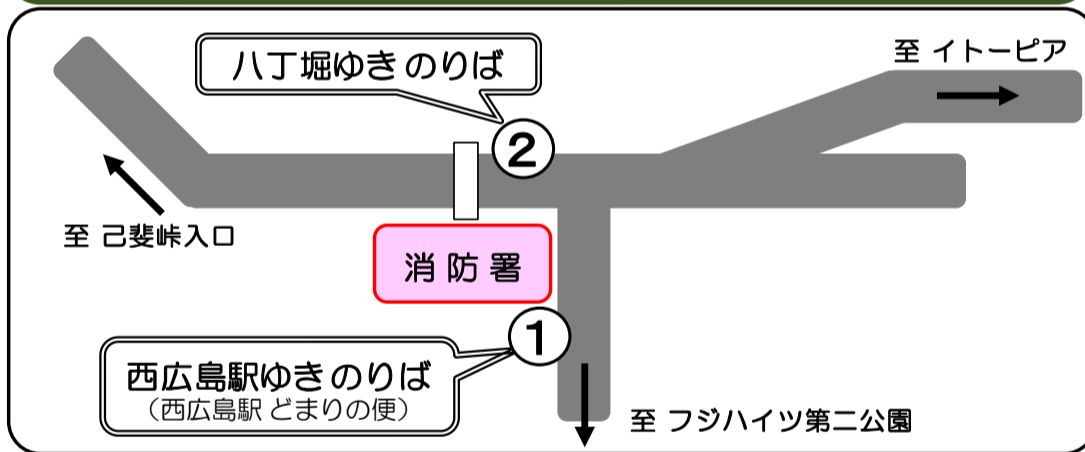 八丁堀ゆき のりば
至 イトーピア
②
至 己斐峠入口
消 防 署
①
西広島駅ゆき のりば
（西広島駅 どまりの便）
至 フジハイツ第二公園